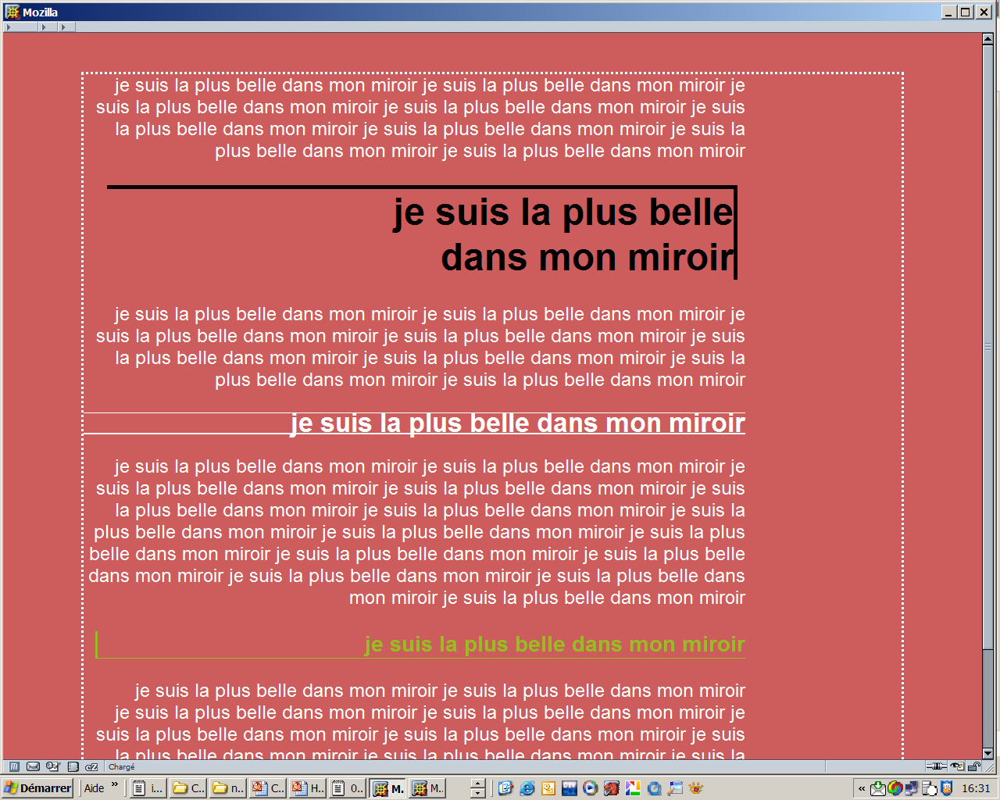 Mozilla
je suis la plus belle dans mon miroir je suis la plus belle dans mon miroir je
suis la plus belle dans mon miroir je suis la plus belle dans mon miroir je suis
la plus belle dans mon miroir je suis la plus belle dans mon miroir je suis la
plus belle dans mon miroir je suis la plus belle dans mon miroir
je suis la plus belle
dans mon miroir
je suis la plus belle dans mon miroir je suis la plus belle dans mon miroir je
suis la plus belle dans mon miroir je suis la plus belle dans mon miroir je suis
la plus belle dans mon miroir je suis la plus belle dans mon miroir je suis la
plus belle dans mon miroir je suis la plus belle dans mon miroir
je suis la plus belle dans mon miroir
je suis la plus belle dans mon miroir je suis la plus belle dans mon miroir je
suis la plus belle dans mon miroir je suis la plus belle dans mon miroir je suis
la plus belle dans mon miroir je suis la plus belle dans mon miroir je suis la
plus belle dans mon miroir je suis la plus belle dans mon miroir je suis la plus
belle dans mon miroir je suis la plus belle dans mon miroir je suis la plus belle
dans mon miroir je suis la plus belle dans mon miroir je suis la plus belle dans
mon miroir je suis la plus belle dans mon miroir
je suis la plus belle dans mon miroir
je suis la plus belle dans mon miroir je suis la plus belle dans mon miroir
je suis la plus belle dans mon miroir je suis la plus belle dans mon miroir je
suis la plus belle dans mon miroir je suis la plus belle dans mon miroir je suis
la plus belle dans mon miroir je suis la plus belle dans mon miroir je suis la
Chargé
Démarrer Aide » i... C... n... C... H... 0... M. M.. « 16:31